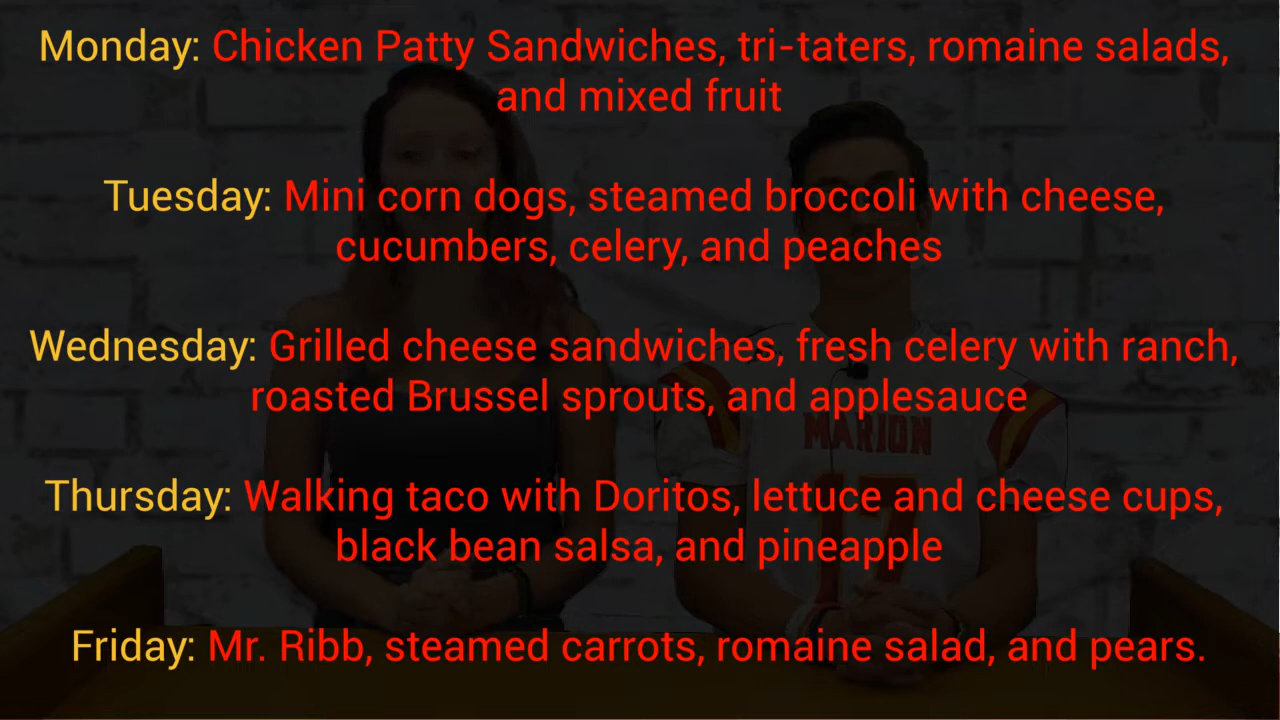 Monday: Chicken Patty Sandwiches, tri-taters, romaine salads,
and mixed fruit
Tuesday: Mini corn dogs, steamed broccoli with cheese,
cucumbers, celery, and peaches
Wednesday: Grilled cheese sandwiches, fresh celery with ranch,
roasted Brussel sprouts, and applesauce
MARION
17
Thursday: Walking taco with Doritos, lettuce and cheese cups,
black bean salsa, and pineapple
Friday: Mr. Ribb, steamed carrots, romaine salad, and pears.